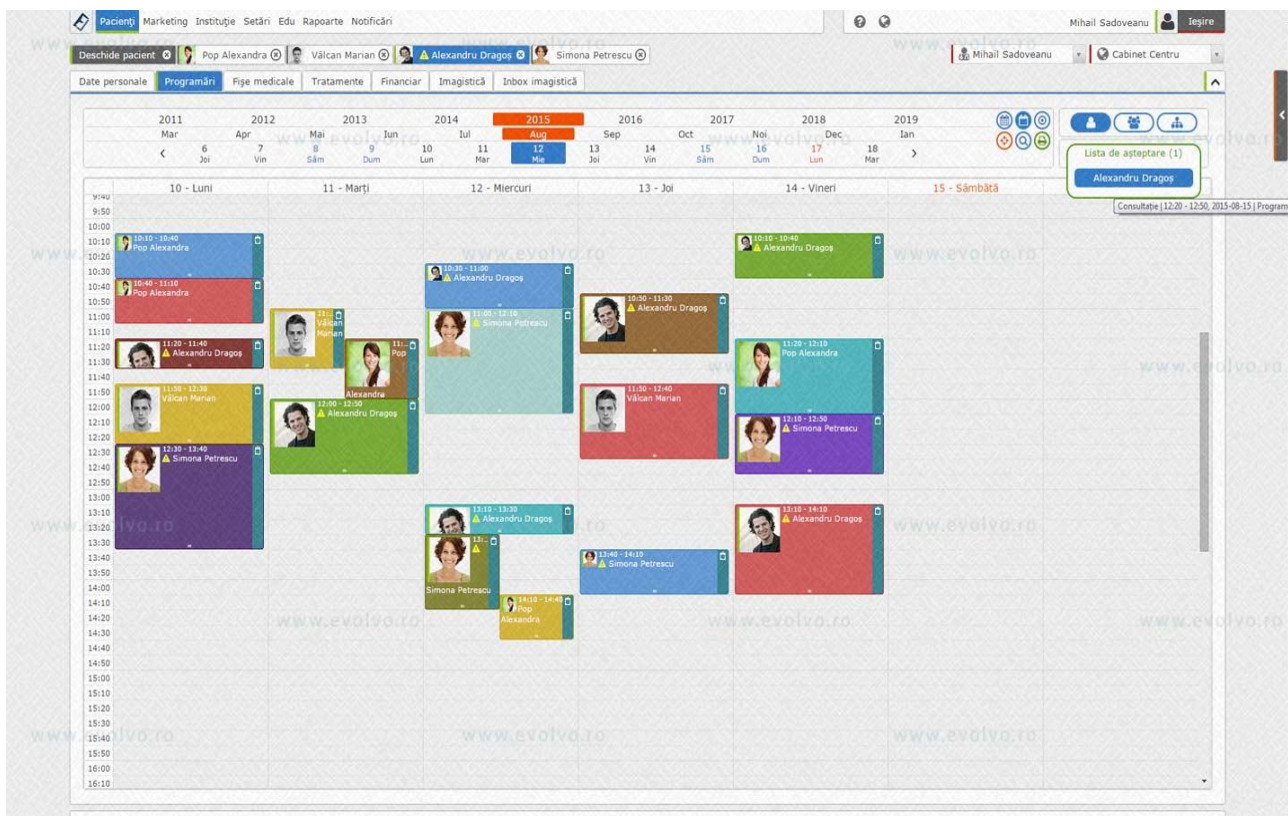 Pacienți Marketing Instituție Setări Edu Rapoarte Notificări
Mihail Sadoveanu Ieșire
Deschide pacient Pop Alexandra Vâlcan Marian Alexandru Dragoș Simona Petrescu
Mihail Sadoveanu Cabinet Centru
Date personale Programări Fișe medicale Tratamente Financiar Imagistică Inbox imagistică
2011 2012 2013 2014 2015 2016 2017 2018 2019
Mar Apr Mai Iun Iul Aug Sep Oct Noi Dec Ian
6 7 8 9 10 11 12 13 14 15 16 17 18
Joi Vin Sâm Dum Lun Mar Mie Joi Vin Sâm Dum Lun Mar
Lista de așteptare (1)
Alexandru Dragoș
Consultație | 12:20 - 12:50, 2015-08-15 | Program
10 - Luni 11 - Marți 12 - Miercuri 13 - Joi 14 - Vineri 15 - Sâmbătă
9:40
9:50
10:00
10:10
10:20
10:30
10:40
10:50
11:00
11:10
11:20
11:30
11:40
11:50
12:00
12:10
12:20
12:30
12:40
12:50
13:00
13:10
13:20
13:30
13:40
13:50
14:00
14:10
14:20
14:30
14:40
14:50
15:00
15:10
15:20
15:30
15:40
15:50
16:00
16:10
10:10 - 10:40
Pop Alexandra
10:40 - 11:10
Pop Alexandra
11:20 - 11:40
Alexandru Dragoș
11:50 - 12:30
Vâlcan Marian
12:30 - 13:40
Simona Petrescu
11:..
Vâlcan
Marian
11:..
Pop
Alexandra
12:00 - 12:50
Alexandru Dragoș
10:30 - 11:00
Alexandru Dragoș
11:00 - 12:10
Simona Petrescu
13:10 - 13:30
Alexandru Dragoș
13:..
Simona Petrescu
14:10 - 14:40
Pop
Alexandra
10:50 - 11:30
Alexandru Dragoș
11:50 - 12:40
Vâlcan Marian
13:40 - 14:10
Simona Petrescu
10:10 - 10:40
Alexandru Dragoș
11:20 - 12:10
Pop Alexandra
12:10 - 12:50
Simona Petrescu
13:10 - 14:10
Alexandru Dragoș
www.evolvo.ro